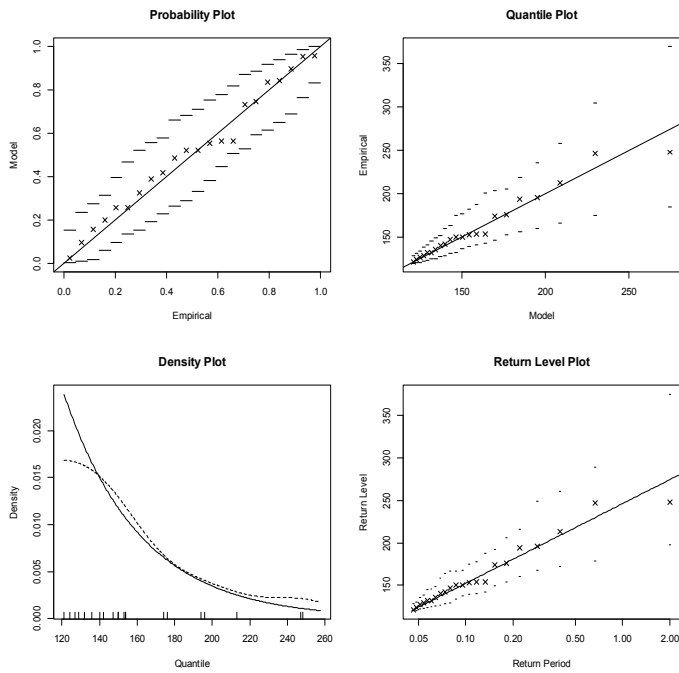 Probability Plot
Model
0.0 0.2 0.4 0.6 0.8 1.0
0.0 0.2 0.4 0.6 0.8 1.0
Empirical
Quantile Plot
Empirical
150 200 250 300 350
150 200 250
Model
Density Plot
Density
0.000 0.005 0.010 0.015 0.020
120 140 160 180 200 220 240 260
Quantile
Return Level Plot
Return Level
150 200 250 300 350
0.05 0.10 0.20 0.50 1.00 2.00
Return Period